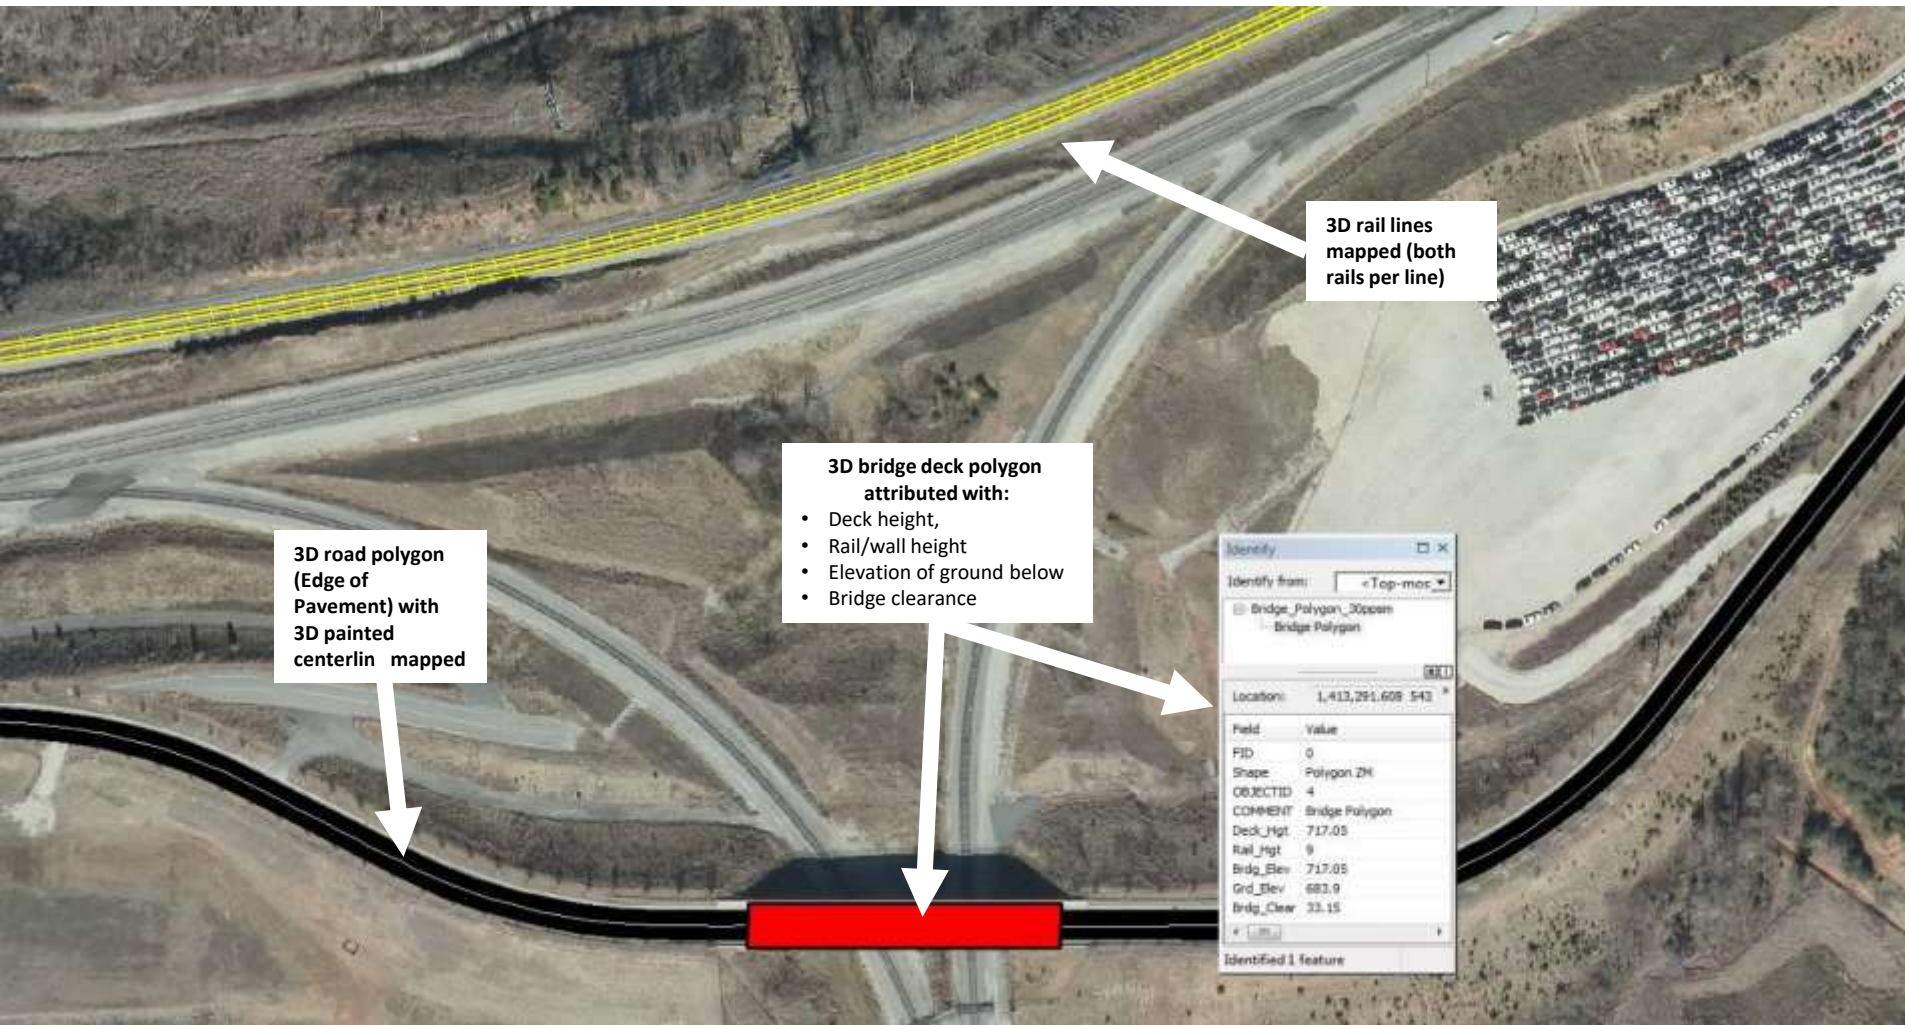 3D rail lines
mapped (both
rails per line)
3D bridge deck polygon
attributed with:
• Deck height,
• Rail/wall height
• Elevation of ground below
• Bridge clearance
3D road polygon
(Edge of
Pavement) with
3D painted
centerlin mapped
Identify
Identify from: <Top-mos
Bridge_Polygon_30ppsm
Bridge Polygon
Location: 1,413,291.608 543
Field Value
FID 0
Shape Polygon ZM
OBJECTID 4
COMMENT Bridge Polygon
Deck_Hgt 717.05
Rail_Hgt 9
Brdg_Elev 717.05
Grd_Elev 683.9
Brdg_Clear 33.15
Identified 1 feature